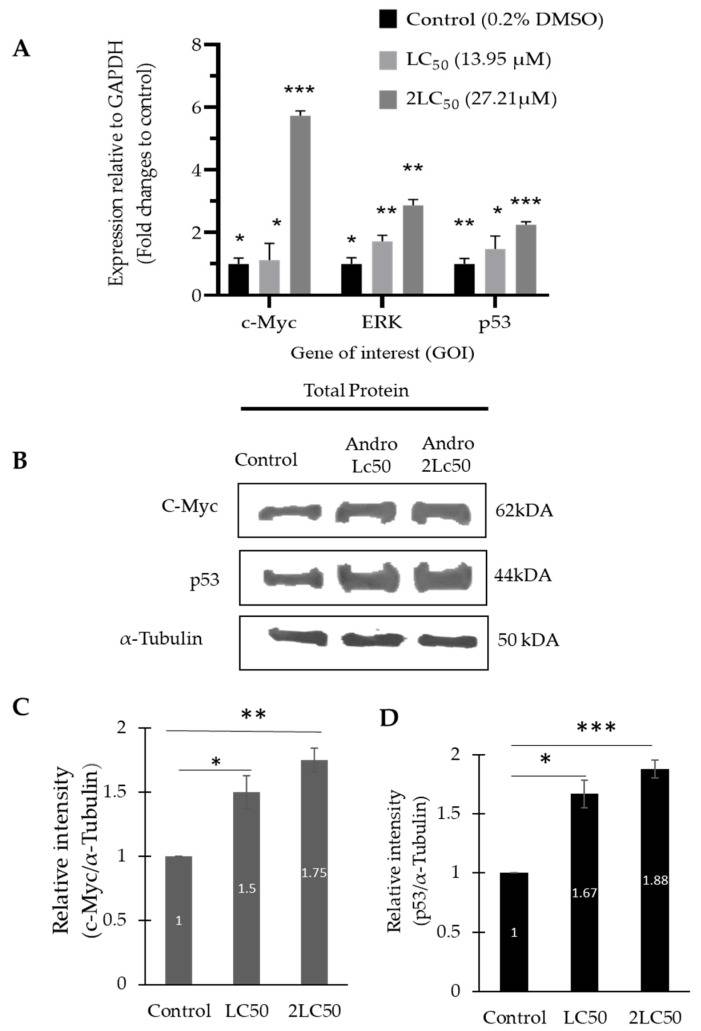 A
Control (0.2% DMSO)
LC50 (13.95 µM)
2LC50 (27.21µM)
Expression relative to GAPDH
(Fold changes to control)
8
6
4
2
0
*
*
***
*
**
**
**
*
***
c-Myc ERK p53
Gene of interest (GOI)
Total Protein
B
Control
Andro
Lc50
Andro
2Lc50
C-Myc
62kDA
p53
44kDA
α-Tubulin
50 kDA
C
Relative intensity
(c-Myc/α-Tubulin)
2
1.5
1
0.5
0
**
*
1
1.5
1.75
Control LC50 2LC50
D
Relative intensity
(p53/α-Tubulin)
2
1.5
1
0.5
0
***
*
1
1.67
1.88
Control LC50 2LC50